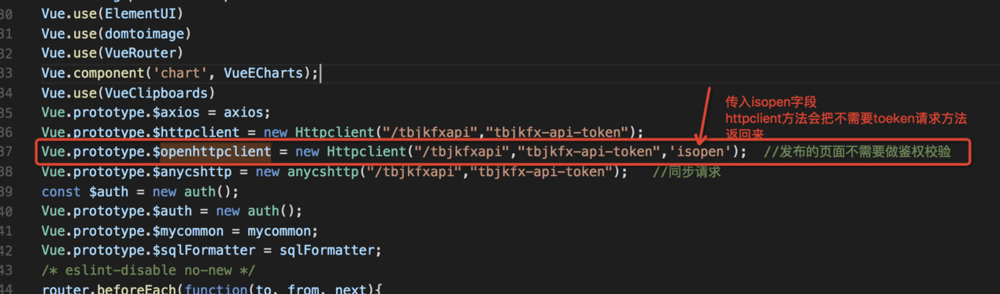 30 Vue.use(ElementUI)
31 Vue.use(domtoimage)
32 Vue.use(VueRouter)
33 Vue.component('chart', VueECharts);
34 Vue.use(VueClipboards)
35 Vue.prototype.$axios = axios;
36 Vue.prototype.$httpclient = new Httpclient("/tbjkfxapi","tbjkfx-api-token");
传入isopen字段
httpclient方法会把不需要toeken请求方法
返回来
37 Vue.prototype.$openhttpclient = new Httpclient("/tbjkfxapi","tbjkfx-api-token",'isopen'); //发布的页面不需要做鉴权校验
38 Vue.prototype.$anycshttp = new anycshttp("/tbjkfxapi","tbjkfx-api-token"); //同步请求
39 const $auth = new auth();
40 Vue.prototype.$auth = new auth();
41 Vue.prototype.$mycommon = mycommon;
42 Vue.prototype.$sqlFormatter = sqlFormatter;
43 /* eslint-disable no-new */
44 router.beforeEach(function(to, from, next){